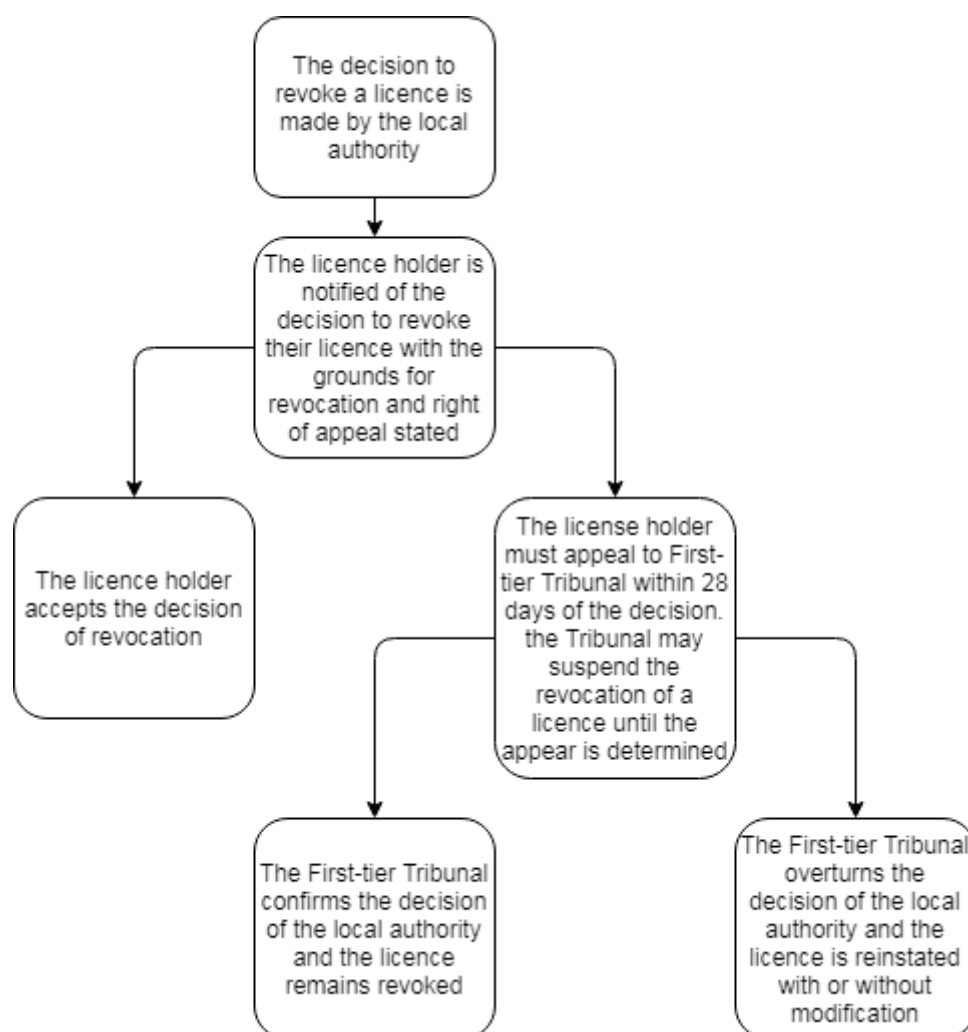 The decision to
revoke a licence is
made by the local
authority
The licence holder is
notified of the
decision to revoke
their licence with the
grounds for
revocation and right
of appeal stated
The licence holder
accepts the decision
of revocation
The license holder
must appeal to First-
tier Tribunal within 28
days of the decision.
the Tribunal may
suspend the
revocation of a
licence until the
appear is determined
The First-tier Tribunal
confirms the decision
of the local authority
and the licence
remains revoked
The First-tier Tribunal
overturns the
decision of the local
authority and the
licence is reinstated
with or without
modification